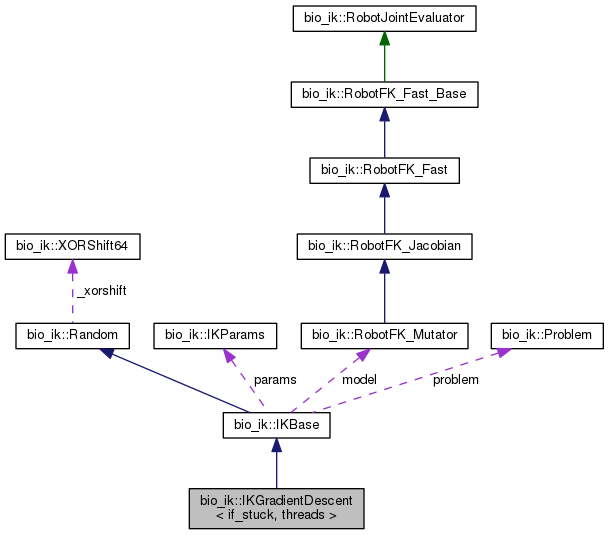 bio_ik::RobotJointEvaluator
bio_ik::RobotFK_Fast_Base
bio_ik::RobotFK_Fast
bio_ik::XORShift64
bio_ik::RobotFK_Jacobian
_xorshift
bio_ik::Random
bio_ik::IKParams
bio_ik::RobotFK_Mutator
bio_ik::Problem
params
model
problem
bio_ik::IKBase
bio_ik::IKGradientDescent
< if_stuck, threads >